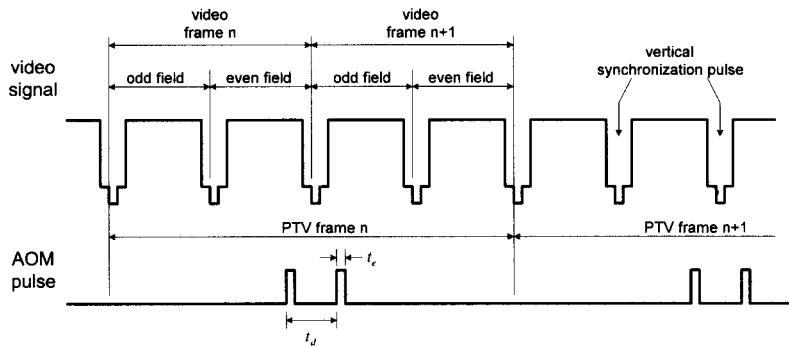 video
frame n
video
frame n+1
video
signal
odd field
even field
odd field
even field
vertical
synchronization pulse
PTV frame n
PTV frame n+1
AOM
pulse
t_e
t_d